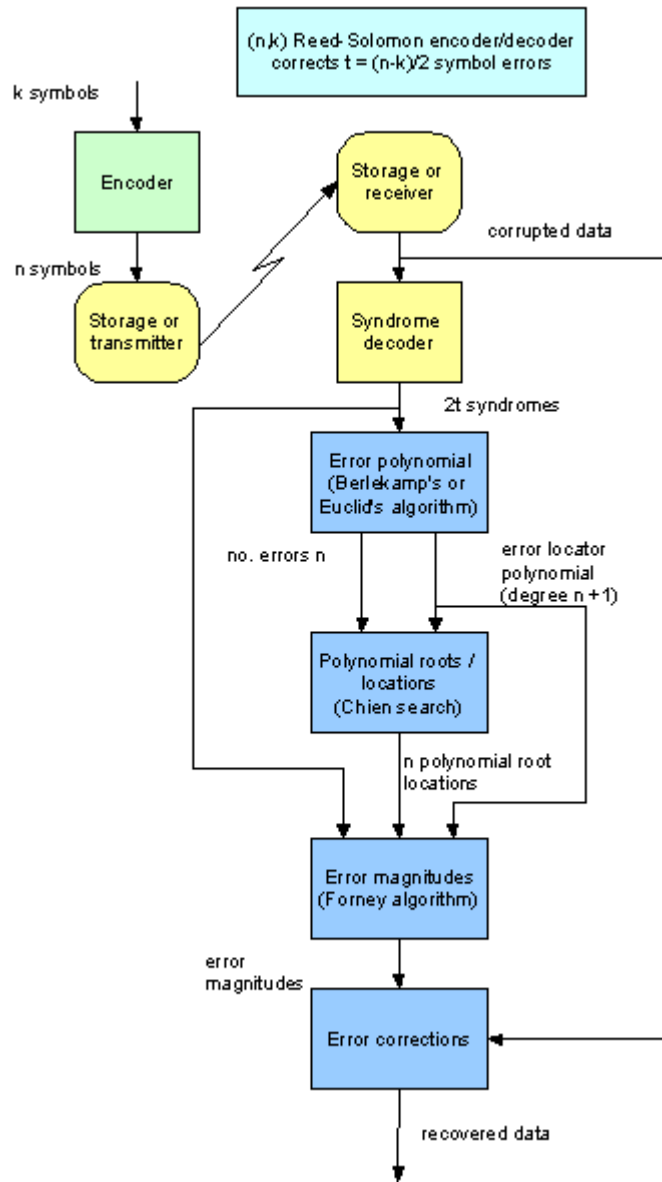 (n,k) Reed-Solomon encoder/decoder
corrects t = (n-k)/2 symbol errors
k symbols
Encoder
n symbols
Storage or
transmitter
Storage or
receiver
corrupted data
Syndrome
decoder
2t syndromes
Error polynomial
(Berlekamp's or
Euclid's algorithm)
no. errors n
error locator
polynomial
(degree n + 1)
Polynomial roots /
locations
(Chien search)
n polynomial root
locations
Error magnitudes
(Forney algorithm)
error
magnitudes
Error corrections
recovered data